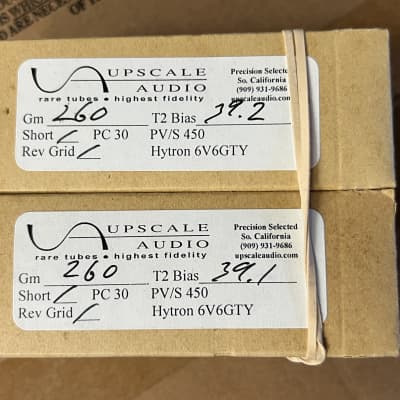 UPSCALE
AUDIO
rare tubes • highest fidelity
Precision Selected
So. California
(909) 931-9686
upscaleaudio.com
Gm 260 T2 Bias 39.2
Short / PC 30 PV/S 450
Rev Grid / Hytron 6V6GTY
UPSCALE
AUDIO
rare tubes • highest fidelity
Precision Selected
So. California
(909) 931-9686
upscaleaudio.com
Gm 260 T2 Bias 39.1
Short / PC 30 PV/S 450
Rev Grid / Hytron 6V6GTY